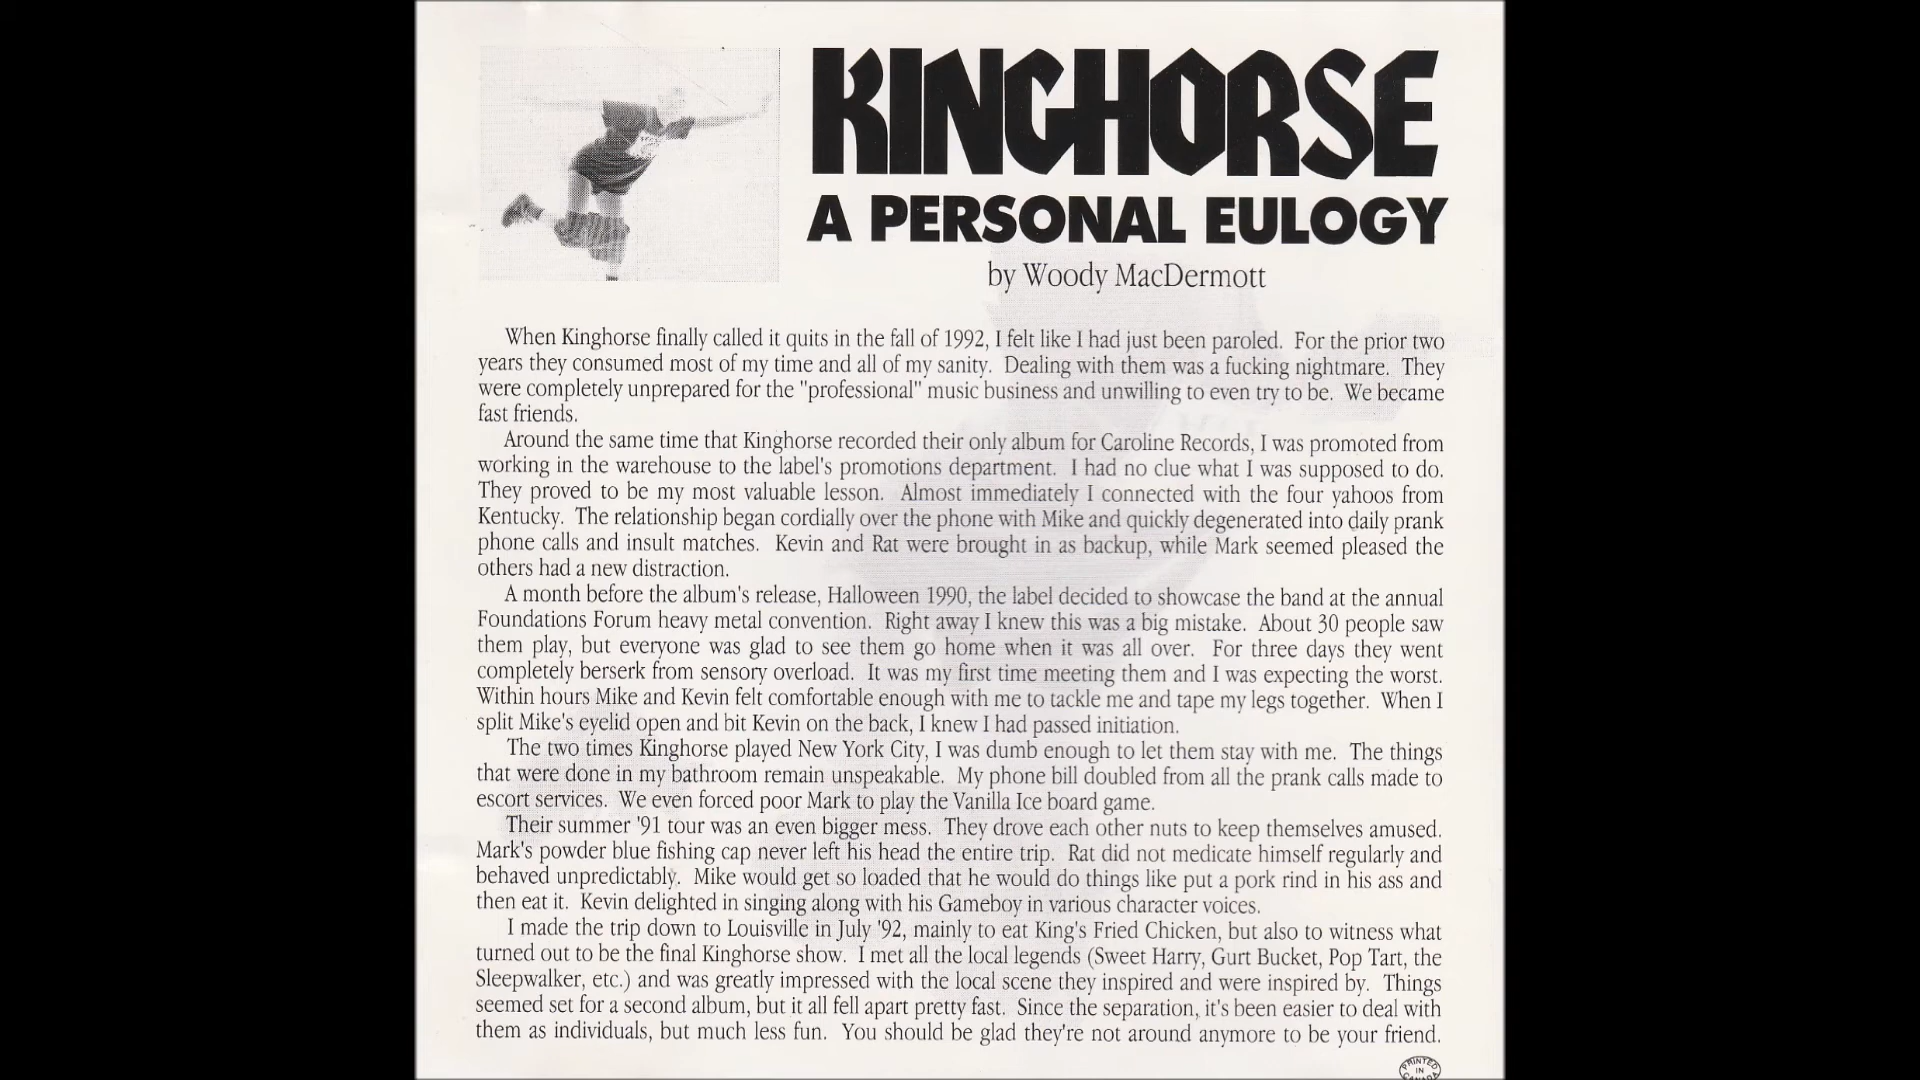 KINGHORSE
A PERSONAL EULOGY
by Woody MacDermott
When Kinghorse finally called it quits in the fall of 1992, I felt like I had just been paroled. For the prior two
years they consumed most of my time and all of my sanity. Dealing with them was a fucking nightmare. They
were completely unprepared for the "professional" music business and unwilling to even try to be. We became
fast friends.
Around the same time that Kinghorse recorded their only album for Caroline Records, I was promoted from
working in the warehouse to the label's promotions department. I had no clue what I was supposed to do.
They proved to be my most valuable lesson. Almost immediately I connected with the four yahoos from
Kentucky. The relationship began cordially over the phone with Mike and quickly degenerated into daily prank
phone calls and insult matches. Kevin and Rat were brought in as backup, while Mark seemed pleased the
others had a new distraction.
A month before the album's release, Halloween 1990, the label decided to showcase the band at the annual
Foundations Forum heavy metal convention. Right away I knew this was a big mistake. About 30 people saw
them play, but everyone was glad to see them go home when it was all over. For three days they went
completely berserk from sensory overload. It was my first time meeting them and I was expecting the worst.
Within hours Mike and Kevin felt comfortable enough with me to tackle me and tape my legs together. When I
split Mike's eyelid open and bit Kevin on the back, I knew I had passed initiation.
The two times Kinghorse played New York City, I was dumb enough to let them stay with me. The things
that were done in my bathroom remain unspeakable. My phone bill doubled from all the prank calls made to
escort services. We even forced poor Mark to play the Vanilla Ice board game.
Their summer '91 tour was an even bigger mess. They drove each other nuts to keep themselves amused.
Mark's powder blue fishing cap never left his head the entire trip. Rat did not medicate himself regularly and
behaved unpredictably. Mike would get so loaded that he would do things like put a pork rind in his ass and
then eat it. Kevin delighted in singing along with his Gameboy in various character voices.
I made the trip down to Louisville in July '92, mainly to eat King's Fried Chicken, but also to witness what
turned out to be the final Kinghorse show. I met all the local legends (Sweet Harry, Gurt Bucket, Pop Tart, the
Sleepwalker, etc.) and was greatly impressed with the local scene they inspired and were inspired by. Things
seemed set for a second album, but it all fell apart pretty fast. Since the separation, it's been easier to deal with
them as individuals, but much less fun. You should be glad they're not around anymore to be your friend.
PRINTED
IN
CANADA